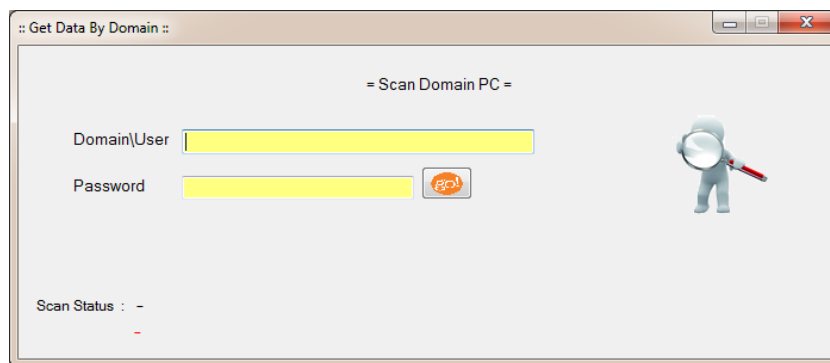 :: Get Data By Domain ::
= Scan Domain PC =
Domain\User
Password go!
Scan Status : -
-